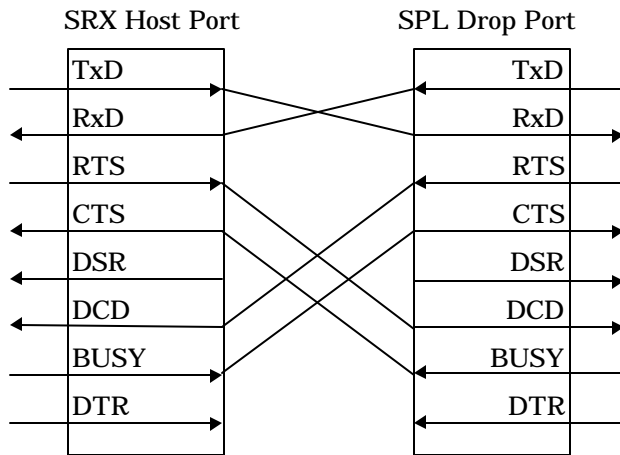 SRX Host Port SPL Drop Port
TxD TxD
RxD RxD
RTS RTS
CTS CTS
DSR DSR
DCD DCD
BUSY BUSY
DTR DTR